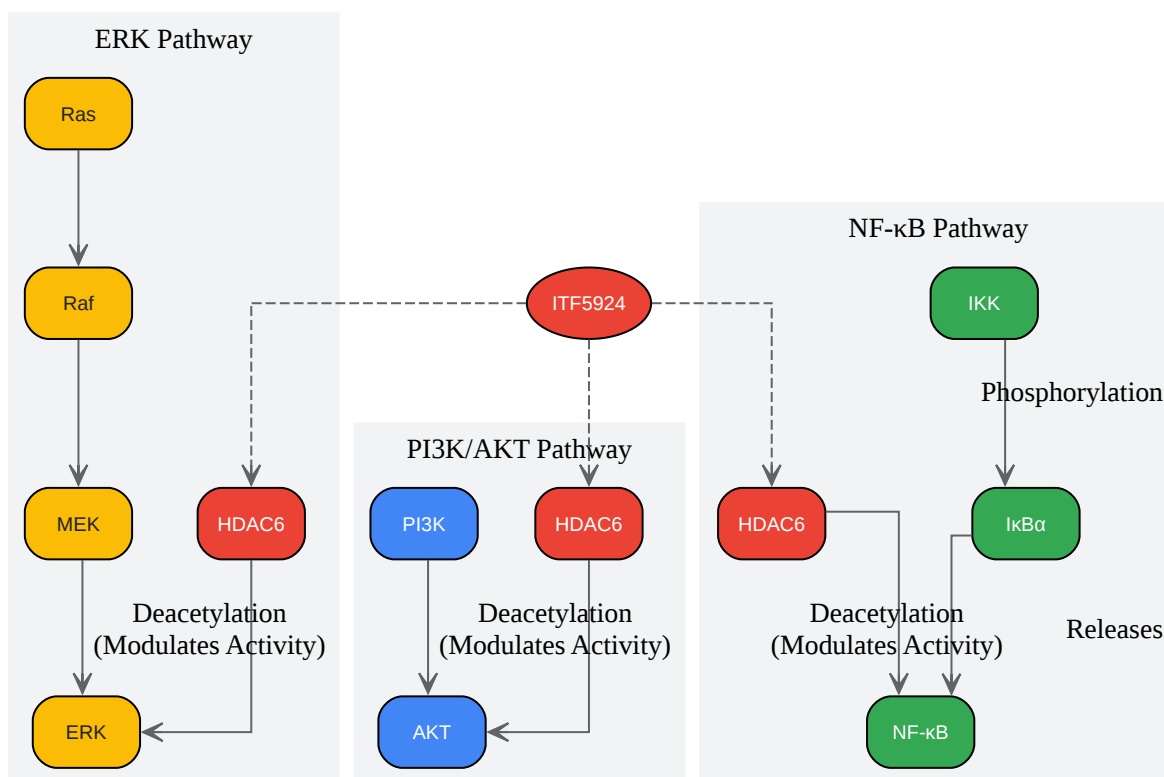 ERK Pathway
Ras
Raf
MEK
HDAC6
Deacetylation
(Modulates Activity)
ERK
ITF5924
PI3K/AKT Pathway
PI3K
HDAC6
Deacetylation
(Modulates Activity)
AKT
NF-κB Pathway
IKK
Phosphorylation
HDAC6
IκBα
Deacetylation
(Modulates Activity)
Releases
NF-κB